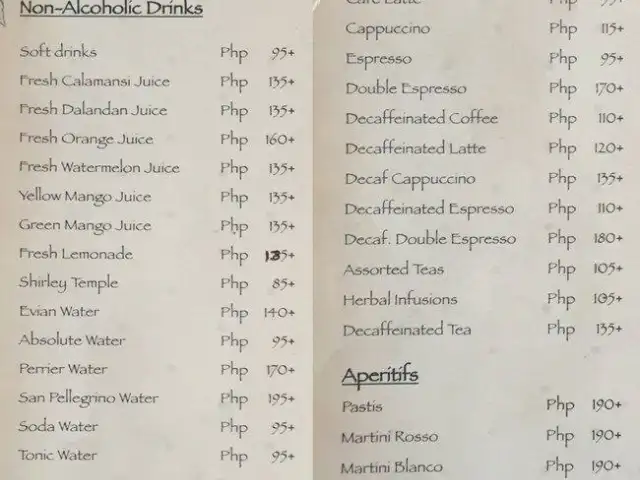 Non-Alcoholic Drinks
Soft drinks Php 95+
Fresh Calamansi Juice Php 135+
Fresh Dalandan Juice Php 135+
Fresh Orange Juice Php 160+
Fresh Watermelon Juice Php 135+
Yellow Mango Juice Php 135+
Green Mango Juice Php 135+
Fresh Lemonade Php 135+
Shirley Temple Php 85+
Evian Water Php 140+
Absolute Water Php 95+
Perrier Water Php 170+
San Pellegrino Water Php 195+
Soda Water Php 95+
Tonic Water Php 95+
Cappuccino Php 115+
Espresso Php 95+
Double Espresso Php 170+
Decaffeinated Coffee Php 110+
Decaffeinated Latte Php 120+
Decaf Cappuccino Php 135+
Decaffeinated Espresso Php 110+
Decaf. Double Espresso Php 180+
Assorted Teas Php 105+
Herbal Infusions Php 105+
Decaffeinated Tea Php 135+
Aperitifs
Pastis Php 190+
Martini Rosso Php 190+
Martini Blanco Php 190+